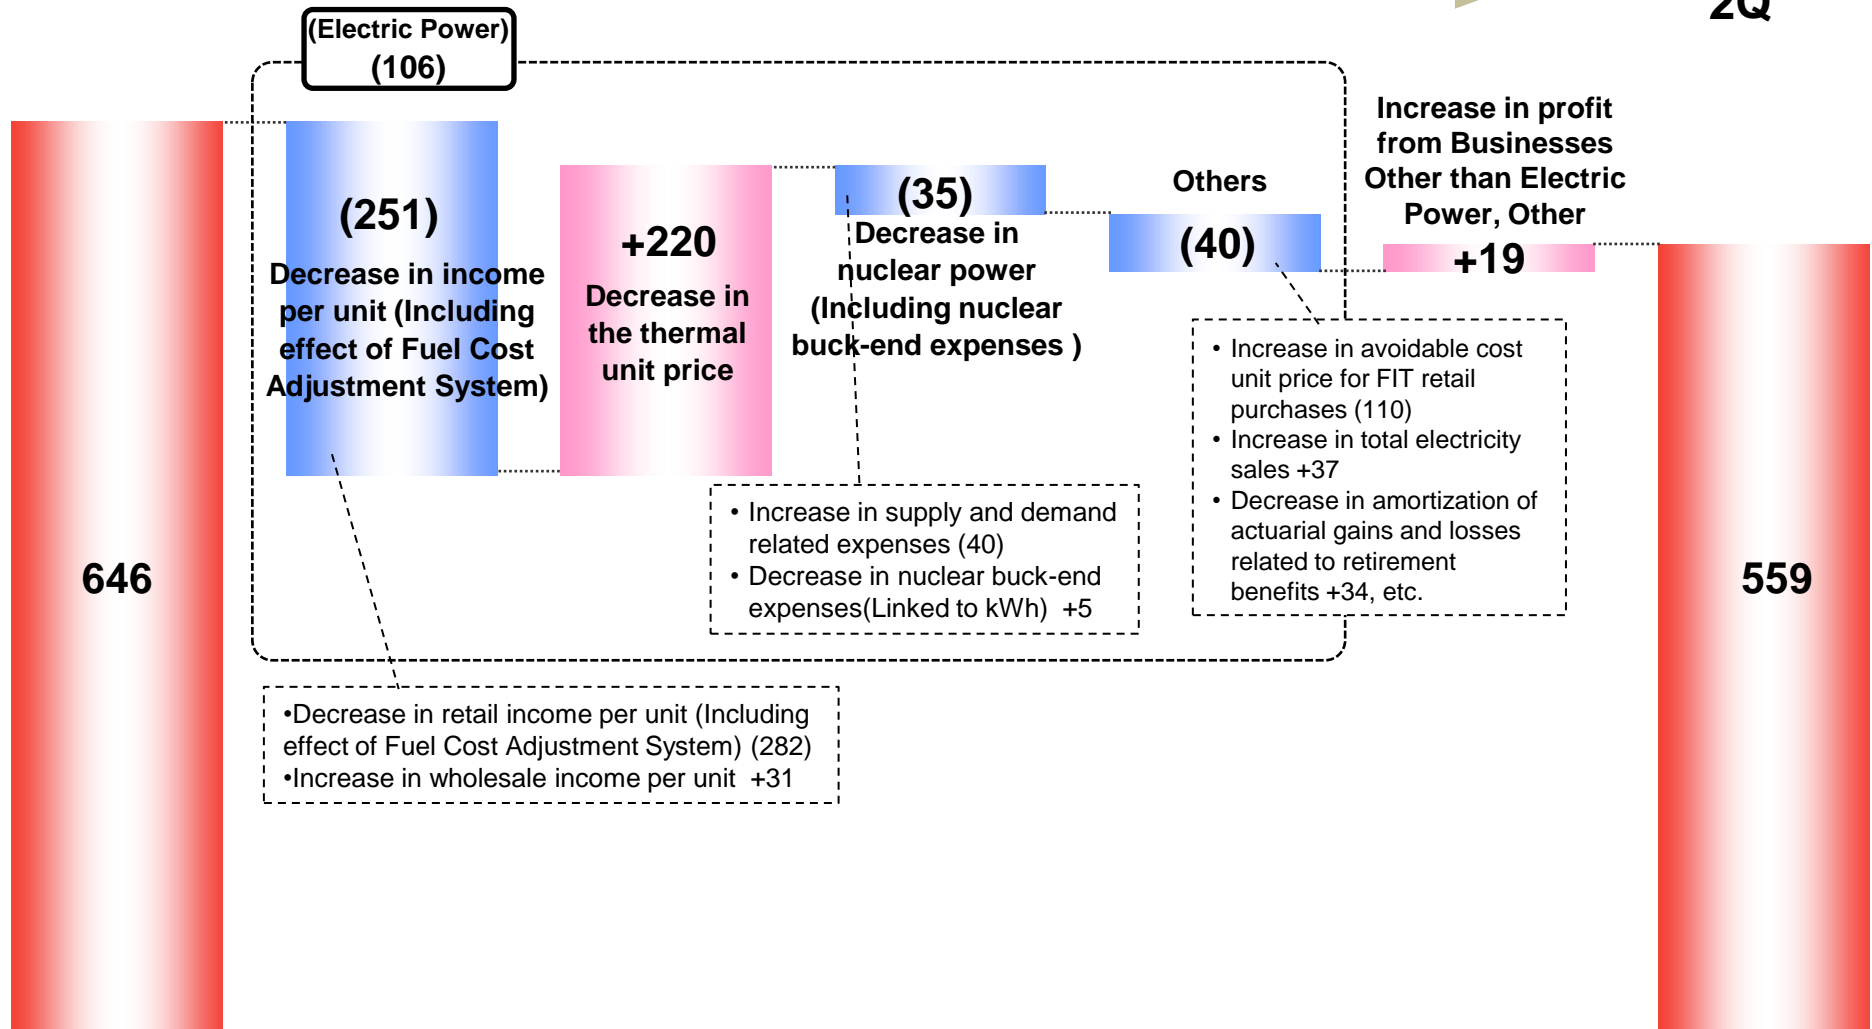 2Q
(Electric Power)
(106)
646
(251)
Decrease in income
per unit (Including
effect of Fuel Cost
Adjustment System)
+220
Decrease in
the thermal
unit price
(35)
Decrease in
nuclear power
(Including nuclear
buck-end expenses )
Others
(40)
Increase in profit
from Businesses
Other than Electric
Power, Other
+19
559
• Increase in avoidable cost
unit price for FIT retail
purchases (110)
• Increase in total electricity
sales +37
• Decrease in amortization of
actuarial gains and losses
related to retirement
benefits +34, etc.
• Increase in supply and demand
related expenses (40)
• Decrease in nuclear buck-end
expenses(Linked to kWh)  +5
•Decrease in retail income per unit (Including
effect of Fuel Cost Adjustment System) (282)
•Increase in wholesale income per unit  +31